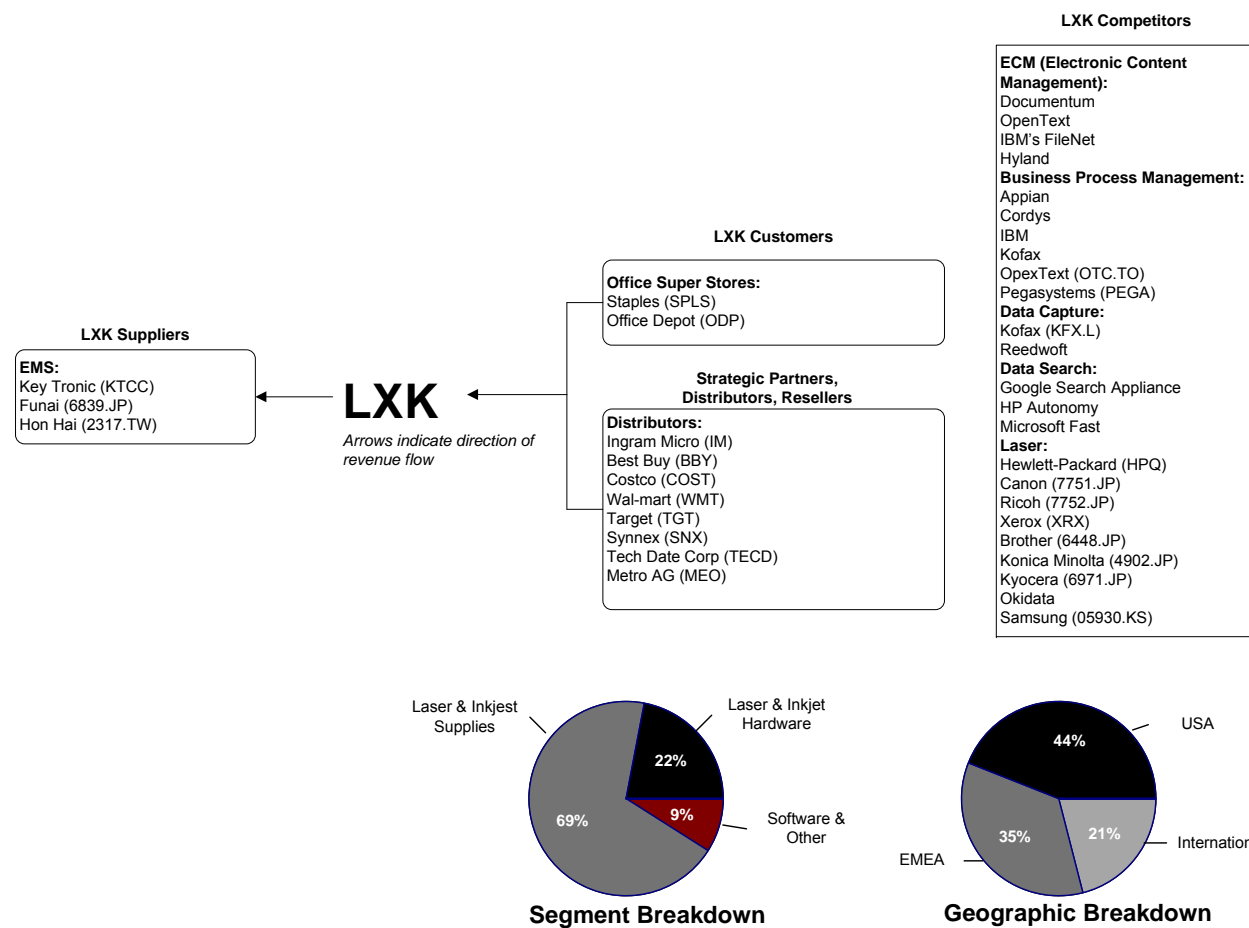 LXK Competitors
ECM (Electronic Content
Management):
Documentum
OpenText
IBM's FileNet
Hyland
Business Process Management:
Appian
Cordys
IBM
Kofax
OpexText (OTC.TO)
Pegasystems (PEGA)
Data Capture:
Kofax (KFX.L)
Reedwoft
Data Search:
Google Search Appliance
HP Autonomy
Microsoft Fast
Laser:
Hewlett-Packard (HPQ)
Canon (7751.JP)
Ricoh (7752.JP)
Xerox (XRX)
Brother (6448.JP)
Konica Minolta (4902.JP)
Kyocera (6971.JP)
Okidata
Samsung (05930.KS)
LXK Customers
Office Super Stores:
Staples (SPLS)
Office Depot (ODP)
Strategic Partners,
Distributors, Resellers
Distributors:
Ingram Micro (IM)
Best Buy (BBY)
Costco (COST)
Wal-mart (WMT)
Target (TGT)
Synnex (SNX)
Tech Date Corp (TECD)
Metro AG (MEO)
LXK Suppliers
EMS:
Key Tronic (KTCC)
Funai (6839.JP)
Hon Hai (2317.TW)
LXK
Arrows indicate direction of
revenue flow
Laser & Inkjest
Supplies
Laser & Inkjet
Hardware
22%
69%
9%
Software &
Other
Segment Breakdown
44%
USA
35%
21%
EMEA
Internation
Geographic Breakdown